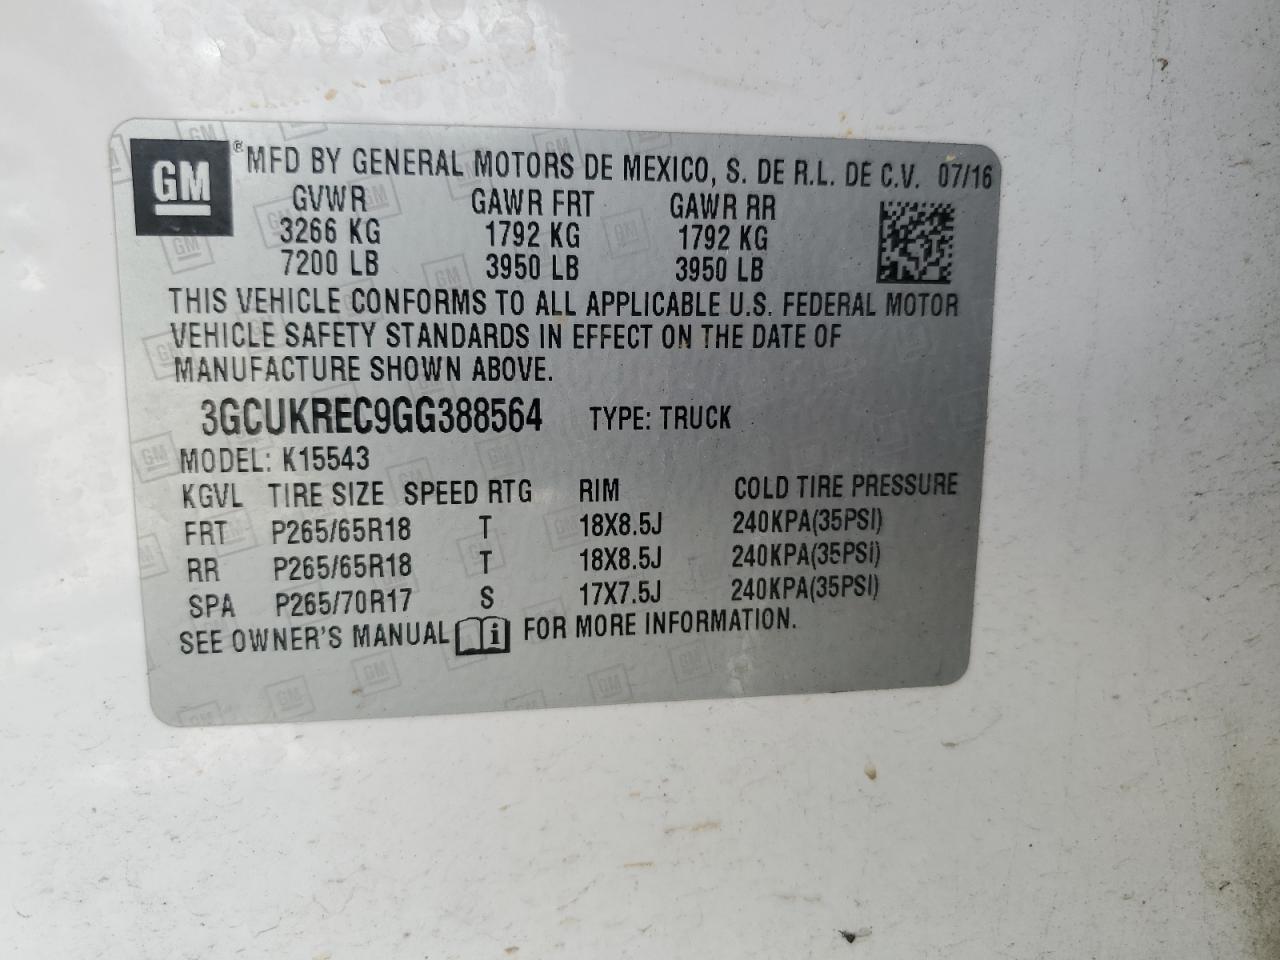 GM ® MFD BY GENERAL MOTORS DE MEXICO, S. DE R.L. DE C.V. 07/16
GVWR GAWR FRT GAWR RR
3266 KG 1792 KG 1792 KG
7200 LB 3950 LB 3950 LB
THIS VEHICLE CONFORMS TO ALL APPLICABLE U.S. FEDERAL MOTOR
VEHICLE SAFETY STANDARDS IN EFFECT ON THE DATE OF
MANUFACTURE SHOWN ABOVE.
3GCUKREC9GG388564 TYPE: TRUCK
MODEL: K15543
KGVL TIRE SIZE SPEED RTG RIM COLD TIRE PRESSURE
FRT P265/65R18 T 18X8.5J 240KPA(35PSI)
RR P265/65R18 T 18X8.5J 240KPA(35PSI)
SPA P265/70R17 S 17X7.5J 240KPA(35PSI)
SEE OWNER'S MANUAL i FOR MORE INFORMATION.